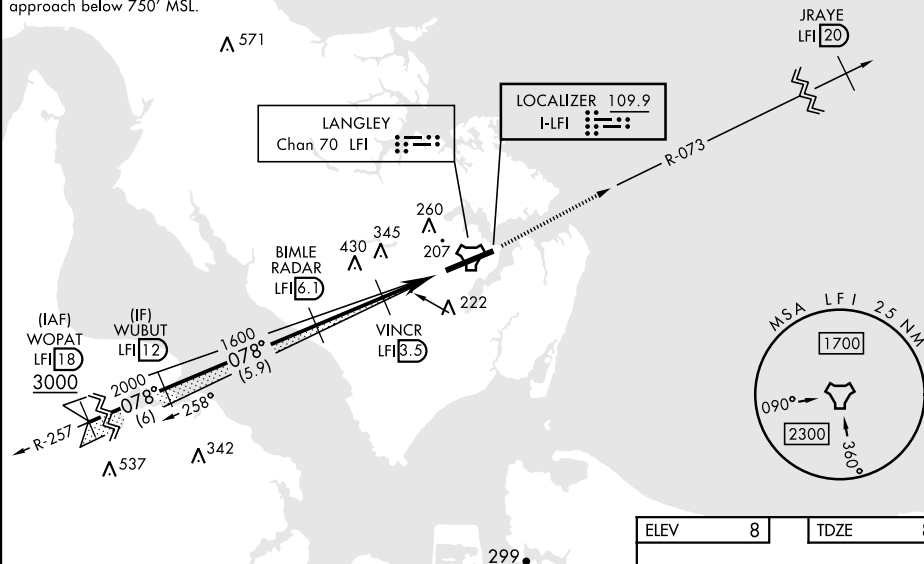 approach below 750' MSL.
571
JRAYE
LFI 20
LANGLEY
Chan 70 LFI
LOCALIZER 109.9
I-LFI
R-073
260
345
207
430
BIMLE
RADAR
LFI 6.1
222
VINCR
LFI 3.5
(IAF)
WOPAT
LFI 18
3000
(IF)
WUBUT
LFI 12
1600
078°
(5.9)
2000
078°
(6)
258°
R-257
537
342
MSA LFI 25 NM
1700
090°
2300
360°
ELEV 8
TDZE
299